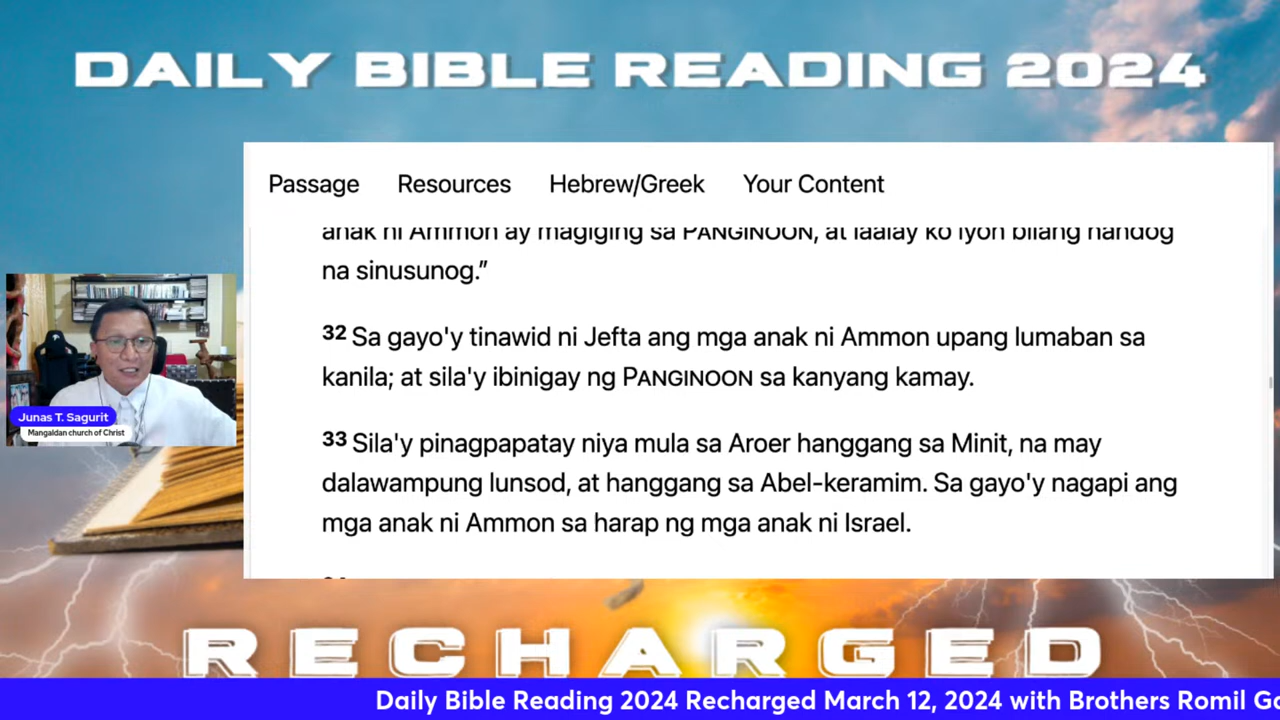 DAILY BIBLE READING 2024
Passage Resources Hebrew/Greek Your Content
anak ni Ammon ay magiging sa PANGINOON, at iaalay ko iyon bilang handog
na sinusunog.”
32 Sa gayo'y tinawid ni Jefta ang mga anak ni Ammon upang lumaban sa
kanila; at sila'y ibinigay ng PANGINOON sa kanyang kamay.
33 Sila'y pinagpapatay niya mula sa Aroer hanggang sa Minit, na may
dalawampung lunsod, at hanggang sa Abel-keramim. Sa gayo'y nagapi ang
mga anak ni Ammon sa harap ng mga anak ni Israel.
Junas T. Sagurit
Mangaldan church of Christ
RECHARGED
Daily Bible Reading 2024 Recharged March 12, 2024 with Brothers Romil